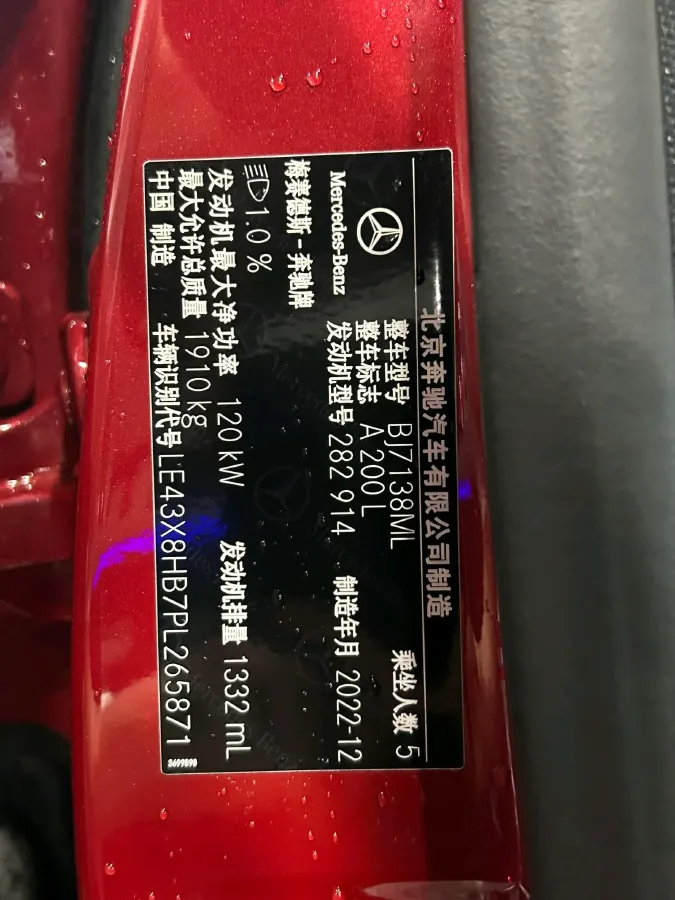 北京奔驰汽车有限公司制造
Mercedes-Benz
梅赛德斯-奔驰牌
整车型号 BJ7138ML 乘坐人数 5
整车标志 A 200 L
发动机型号 282 914 制造年月 2022-12
1.0 %
发动机最大净功率 120 kW 发动机排量 1332 mL
最大允许总质量 1910 kg
中国 制造 车辆识别代号 LE43X8HB7PL265871